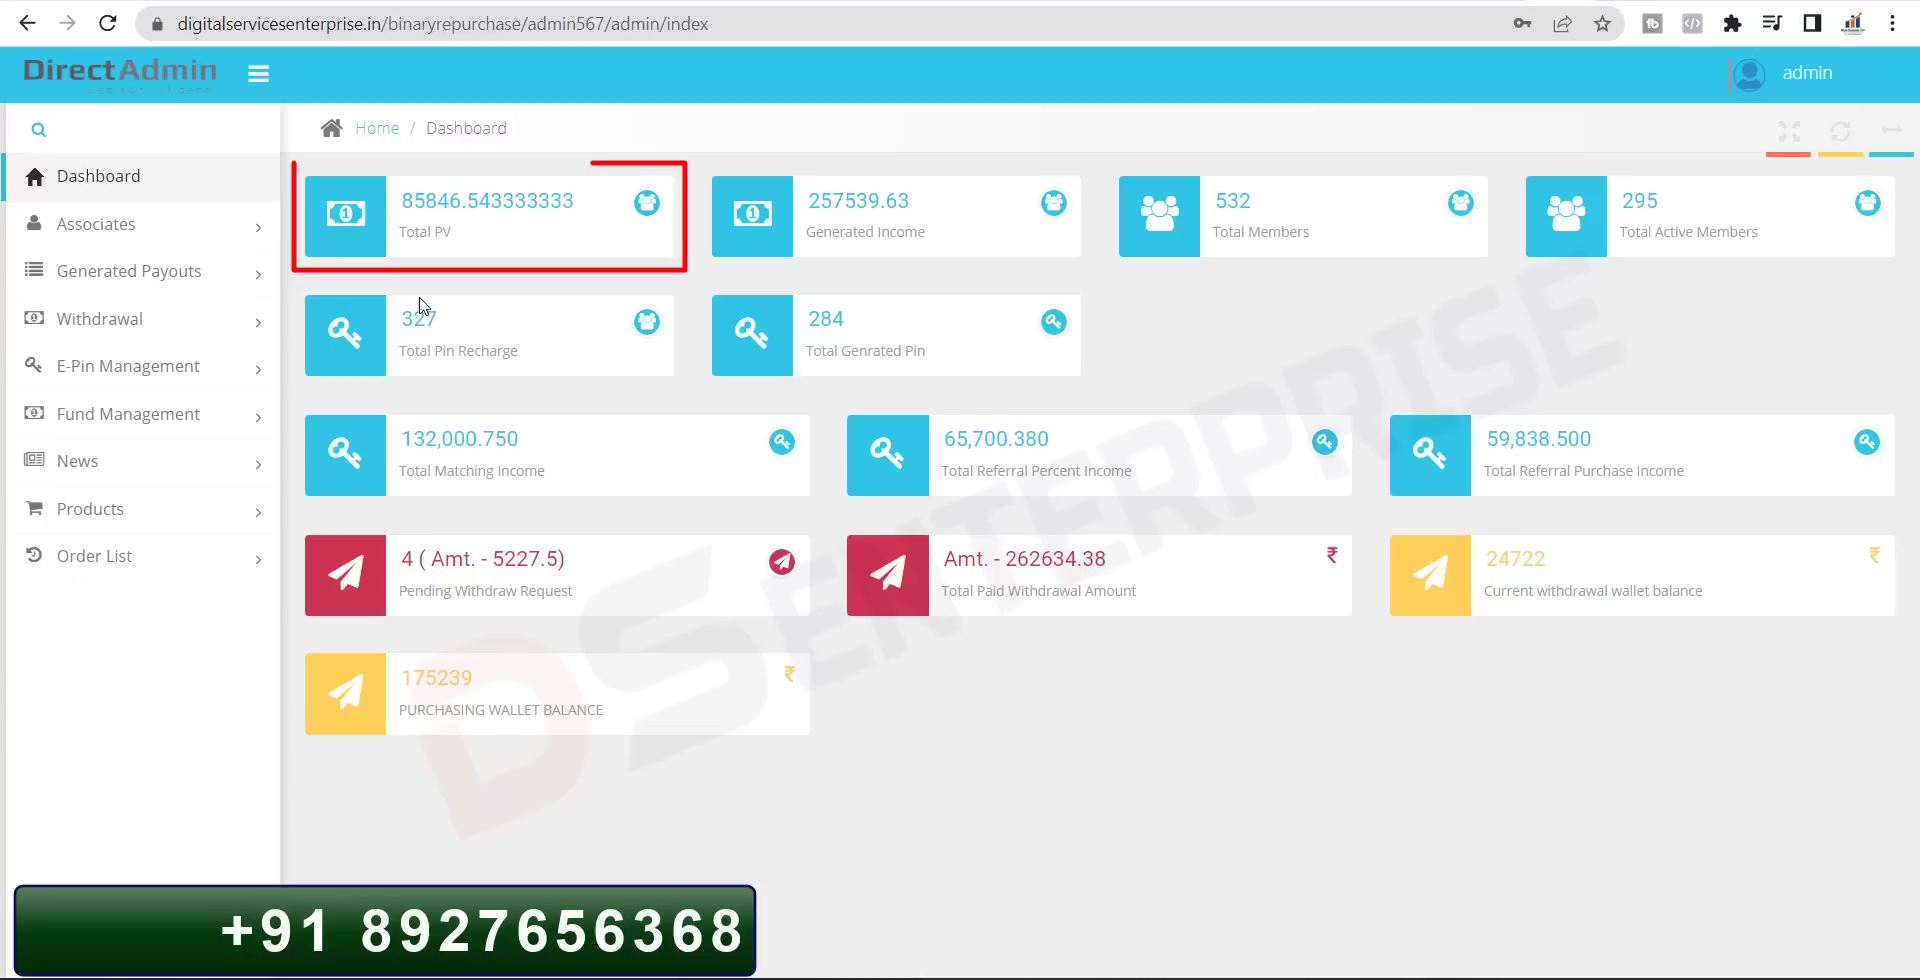 digitalservicesenterprise.in/binaryrepurchase/admin567/admin/index
DirectAdmin
admin
Home / Dashboard
Dashboard
Associates
Generated Payouts
Withdrawal
E-Pin Management
Fund Management
News
Products
Order List
85846.543333333
Total PV
257539.63
Generated Income
532
Total Members
295
Total Active Members
327
Total Pin Recharge
284
Total Genrated Pin
132,000.750
Total Matching Income
65,700.380
Total Referral Percent Income
59,838.500
Total Referral Purchase Income
4 ( Amt. - 5227.5)
Pending Withdraw Request
Amt. - 262634.38 ₹
Total Paid Withdrawal Amount
24722 ₹
Current withdrawal wallet balance
175239 ₹
PURCHASING WALLET BALANCE
DSENTERPRISE
+91 8927656368